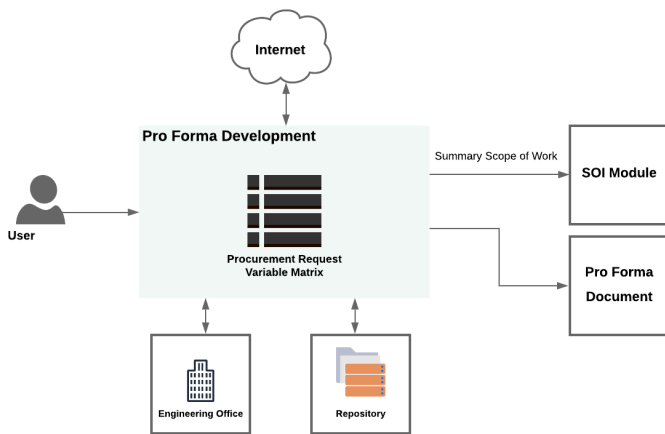 Internet
Pro Forma Development
Summary Scope of Work
SOI Module
User
Procurement Request
Variable Matrix
Pro Forma
Document
Engineering Office
Repository